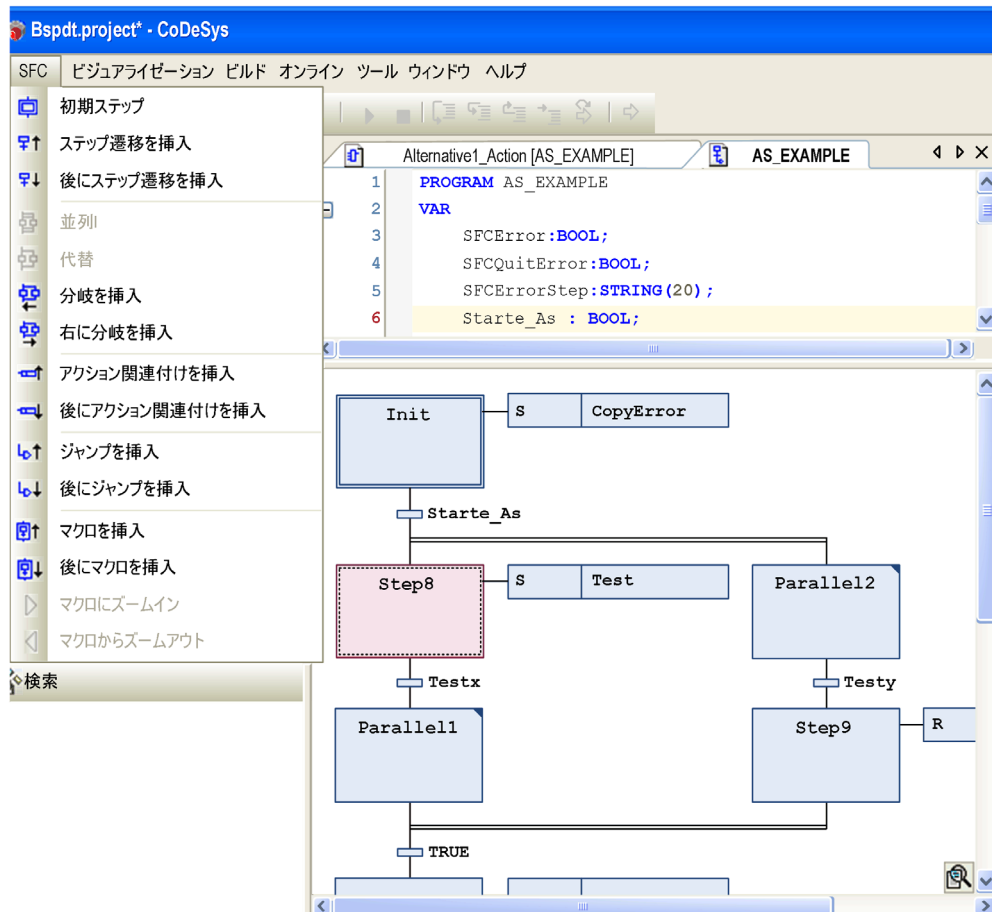 Bspdt.project* - CoDeSys
SFC ビジュアライゼーション ビルド オンライン ツール ウィンドウ ヘルプ
初期ステップ
ステップ遷移を挿入
後にステップ遷移を挿入
並列I
代替
分岐を挿入
右に分岐を挿入
アクション関連付けを挿入
後にアクション関連付けを挿入
ジャンプを挿入
後にジャンプを挿入
マクロを挿入
後にマクロを挿入
マクロにズームイン
マクロからズームアウト
検索
Alternative1_Action [AS_EXAMPLE] AS_EXAMPLE
1 PROGRAM AS_EXAMPLE
2 VAR
3 SFCError:BOOL;
4 SFCQuitError:BOOL;
5 SFCErrorStep:STRING(20);
6 Starte_As : BOOL;
Init S CopyError
Starte_As
Step8 S Test Parallel2
Testx Testy
Parallel1 Step9 R
TRUE